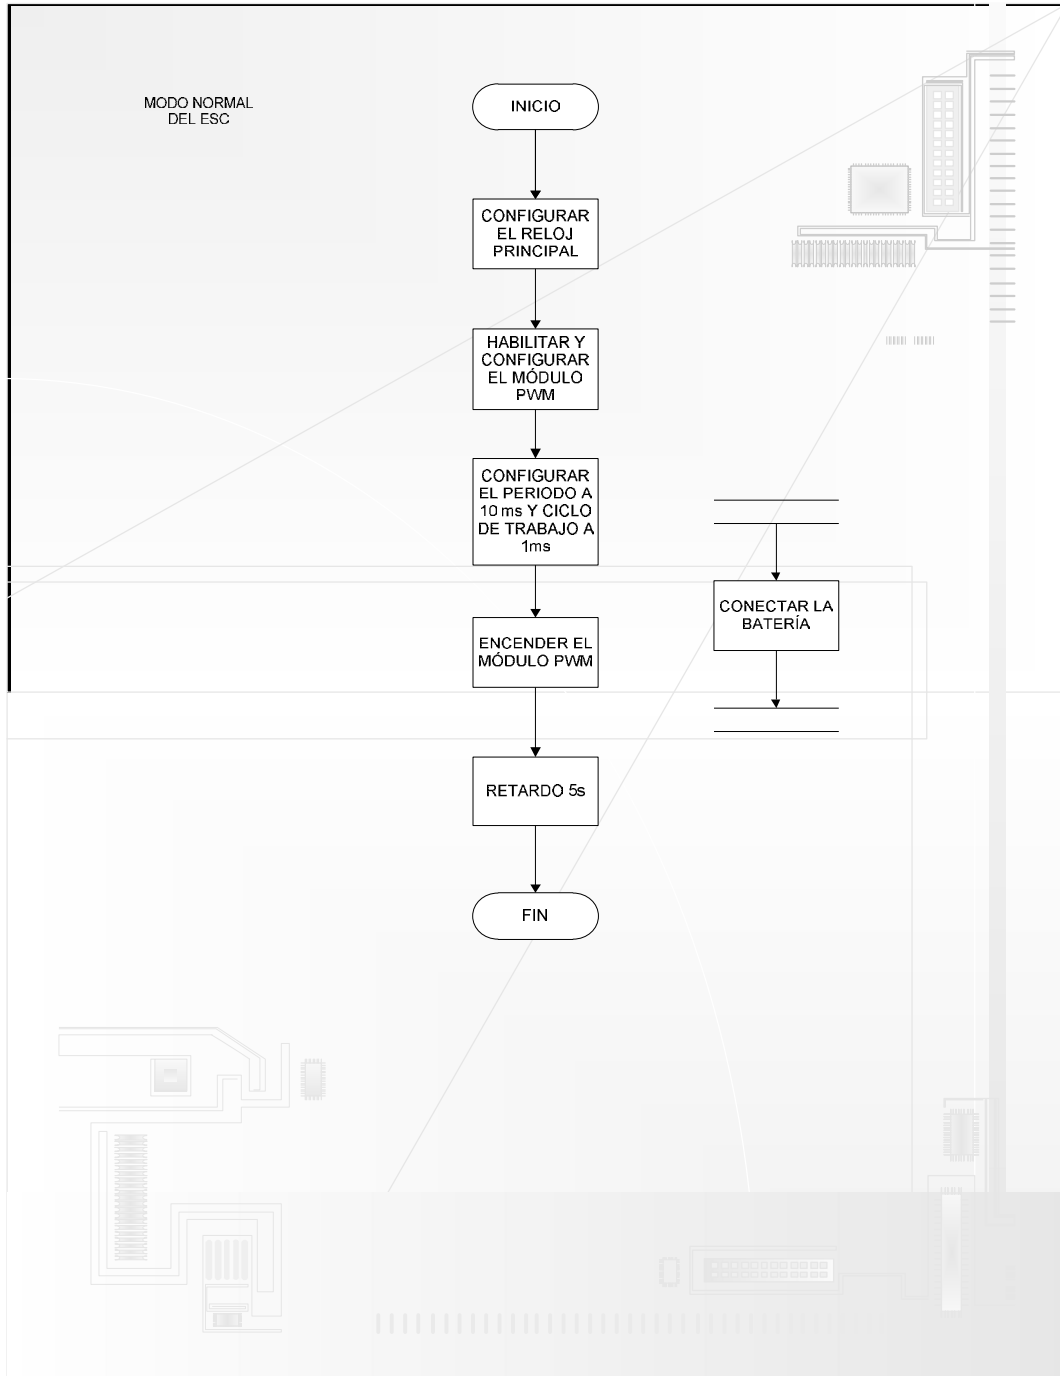 MODO NORMAL
DEL ESC
INICIO
CONFIGURAR
EL RELOJ
PRINCIPAL
HABILITAR Y
CONFIGURAR
EL MÓDULO
PWM
CONFIGURAR
EL PERIODO A
10 ms Y CICLO
DE TRABAJO A
1ms
ENCENDER EL
MÓDULO PWM
CONECTAR LA
BATERÍA
RETARDO 5s
FIN